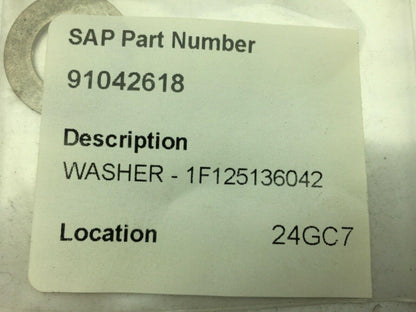 SAP Part Number
91042618
Description
WASHER - 1F125136042
Location 24GC7